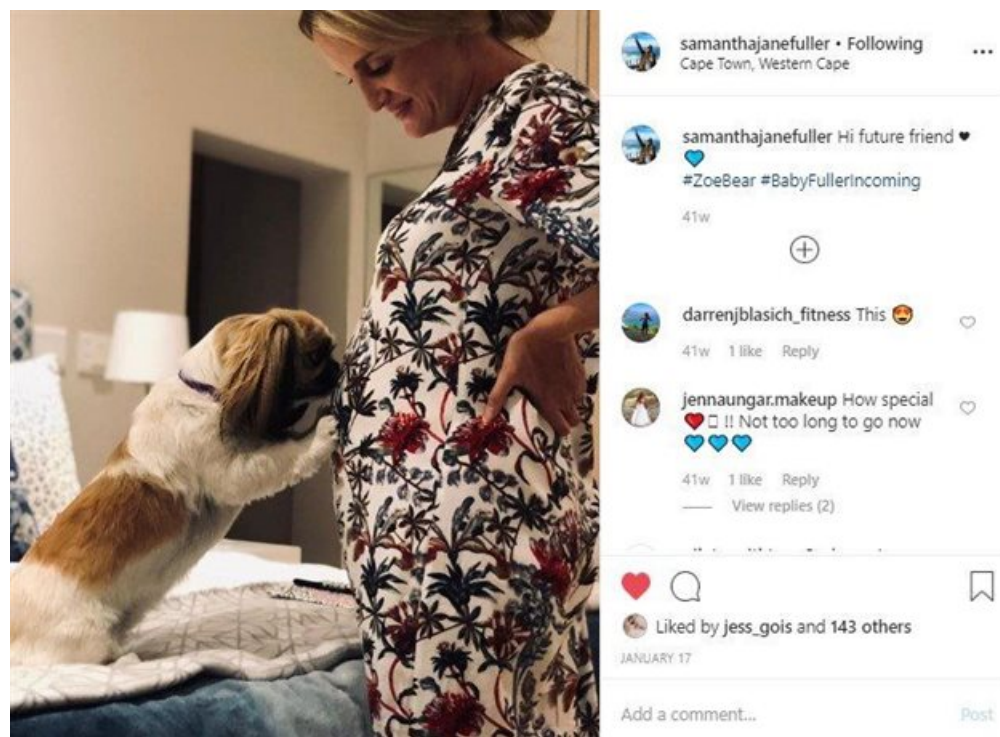 samanthajanefuller • Following
Cape Town, Western Cape
samanthajanefuller Hi future friend 🖤
💙
#ZoeBear #BabyFullerIncoming
41w
darrenjblasich_fitness This 😍
41w 1 like Reply
jennaungar.makeup How special
❤️▯ !! Not too long to go now
💙💙💙
41w 1 like Reply
View replies (2)
Liked by jess_gois and 143 others
JANUARY 17
Add a comment... Post